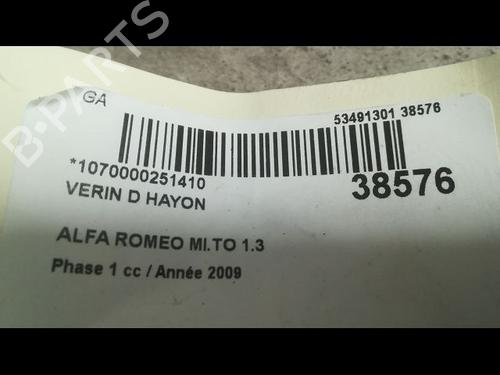 B-PARTS
GA
53491301 38576
*1070000251410
38576
VERIN D HAYON
ALFA ROMEO MI.TO 1.3
Phase 1 cc / Année 2009